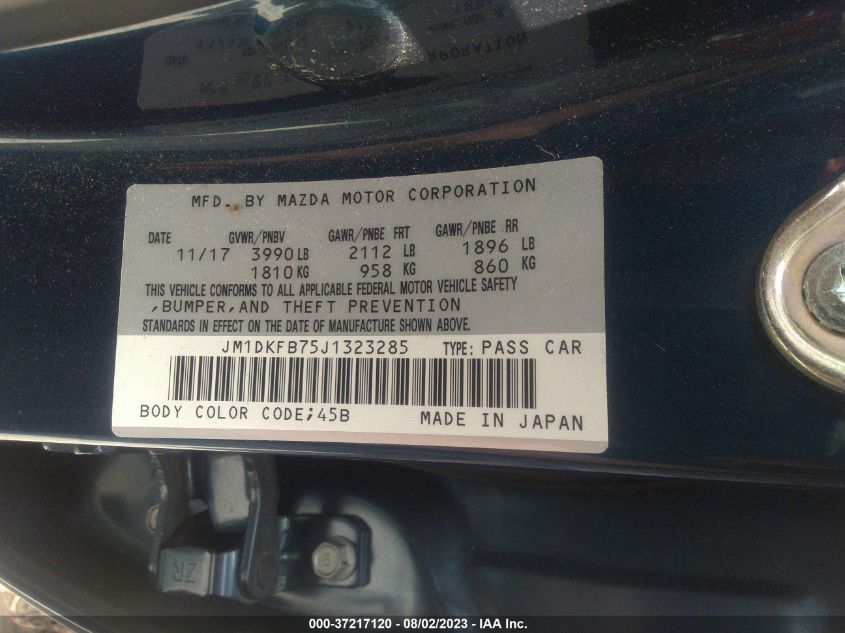 MFD. BY MAZDA MOTOR CORPORATION
DATE GVWR/PNBV GAWR/PNBE FRT GAWR/PNBE RR
11/17 3990 LB 2112 LB 1896 LB
1810 KG 958 KG 860 KG
THIS VEHICLE CONFORMS TO ALL APPLICABLE FEDERAL MOTOR VEHICLE SAFETY
,BUMPER,AND THEFT PREVENTION
STANDARDS IN EFFECT ON THE DATE OF MANUFACTURE SHOWN ABOVE.
JM1DKFB75J1323285 TYPE: PASS CAR
BODY COLOR CODE;45B MADE IN JAPAN
ZR
8
000-37217120 - 08/02/2023 - IAA Inc.